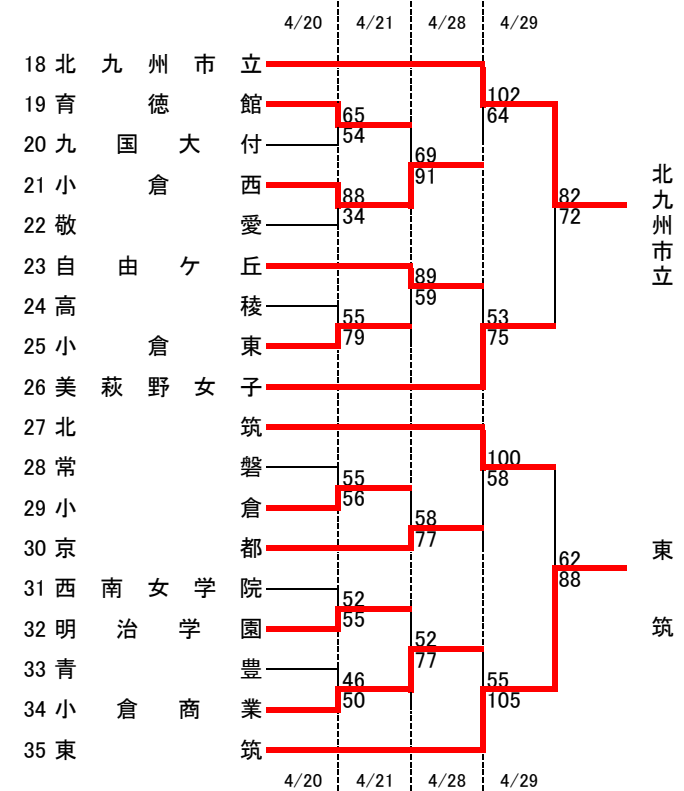 4/20 4/21 4/28 4/29
18 北九州市立
102
64
19 育徳館
65
54
20 九国大付
69
91
21 小倉西
88
34
82
72
北九州市立
22 敬愛
23 自由ケ丘
89
59
24 高稜
55
79
53
75
25 小倉東
26 美萩野女子
27 北筑
100
58
28 常磐
55
56
29 小倉
58
77
30 京都
62
88
東筑
31 西南女学院
52
55
32 明治学園
52
77
33 青豊
46
50
55
105
34 小倉商業
35 東筑
4/20 4/21 4/28 4/29